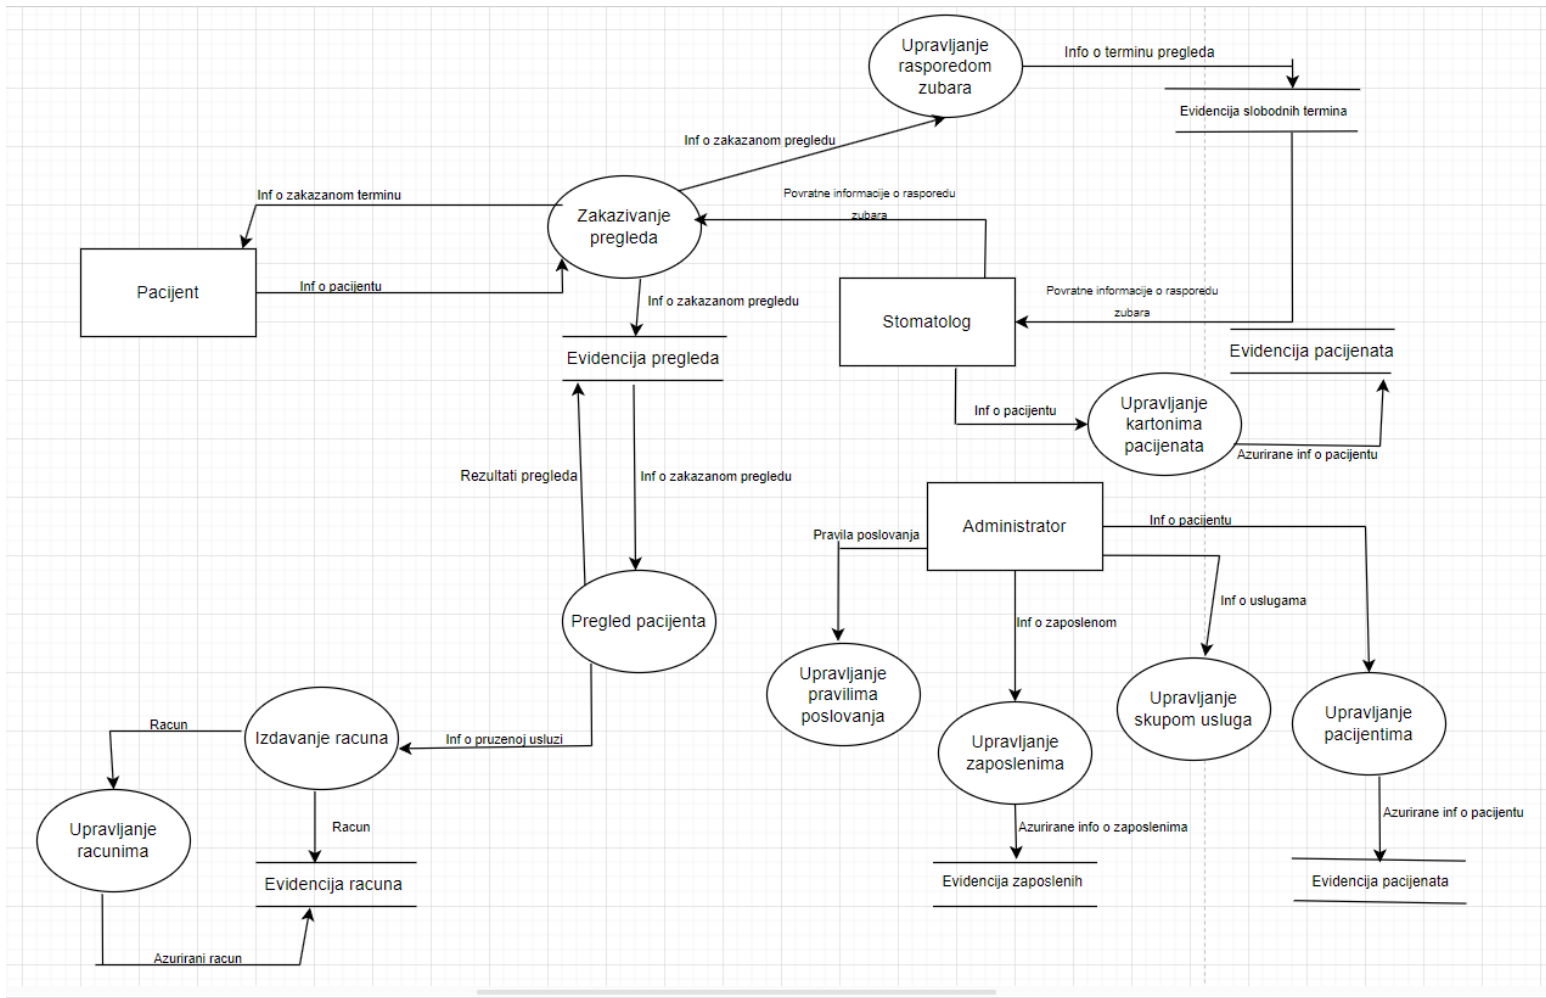 Upravljanje
rasporedom
zubara
Info o terminu pregleda
Evidencija slobodnih termina
Inf o zakazanom pregledu
Inf o zakazanom terminu
Zakazivanje
pregleda
Povratne informacije o rasporedu
zubara
Pacijent
Inf o pacijentu
Inf o zakazanom pregledu
Stomatolog
Povratne informacije o rasporedu
zubara
Evidencija pregleda
Evidencija pacijenata
Inf o pacijentu
Upravljanje
kartonima
pacijenata
Azurirane inf o pacijentu
Rezultati pregleda
Inf o zakazanom pregledu
Administrator
Inf o pacijentu
Pravila poslovanja
Inf o uslugama
Inf o zaposlenom
Pregled pacijenta
Upravljanje
pravilima
poslovanja
Upravljanje
zaposlenima
Upravljanje
skupom usluga
Upravljanje
pacijentima
Racun
Izdavanje racuna
Inf o pruzenoj usluzi
Upravljanje
racunima
Racun
Azurirane info o zaposlenima
Azurirane inf o pacijentu
Evidencija racuna
Evidencija zaposlenih
Evidencija pacijenata
Azurirani racun